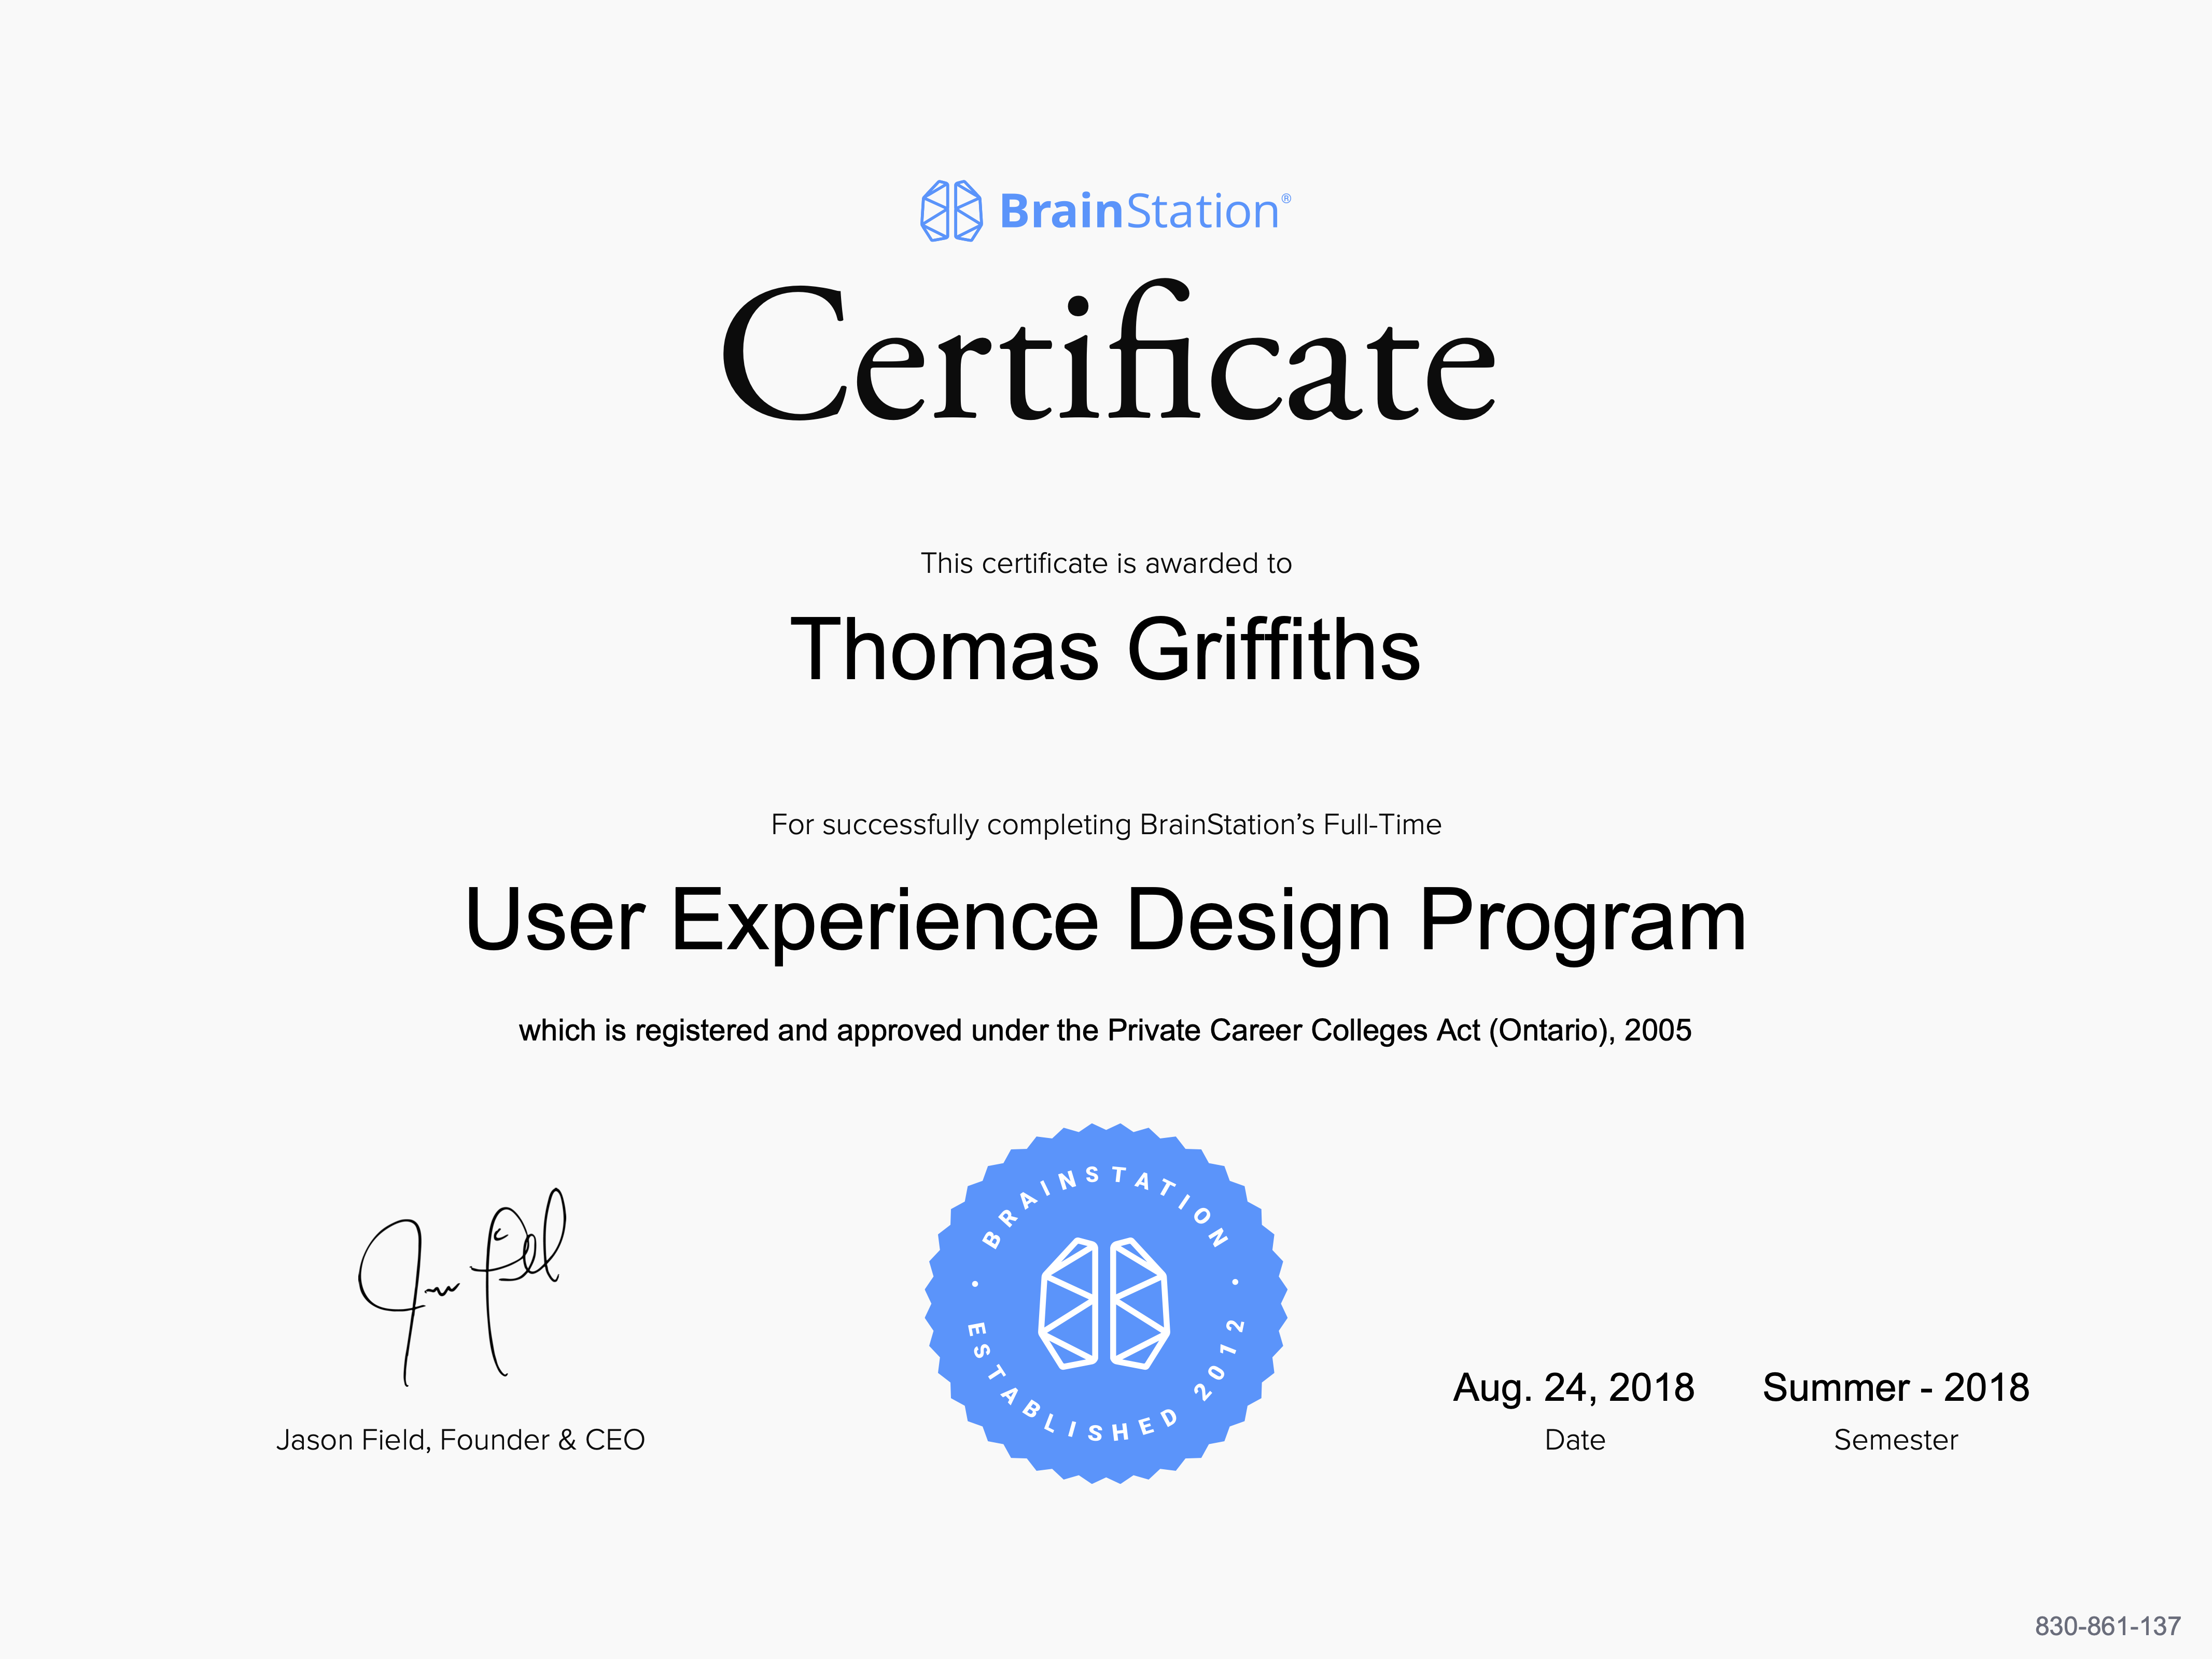 BrainStation®
Certificate
This certificate is awarded to
Thomas Griffiths
For successfully completing BrainStation’s Full-Time
User Experience Design Program
which is registered and approved under the Private Career Colleges Act (Ontario), 2005
• BRAINSTATION •
ESTABLISHED 2012
Jason Field, Founder & CEO
Aug. 24, 2018
Date
Summer - 2018
Semester
830-861-137